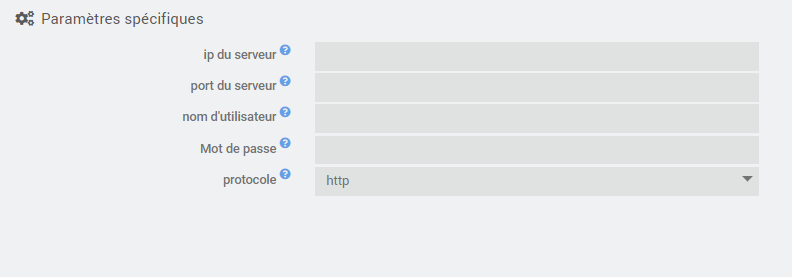 Paramètres spécifiques
ip du serveur ?
port du serveur ?
nom d'utilisateur ?
Mot de passe ?
protocole ?
http